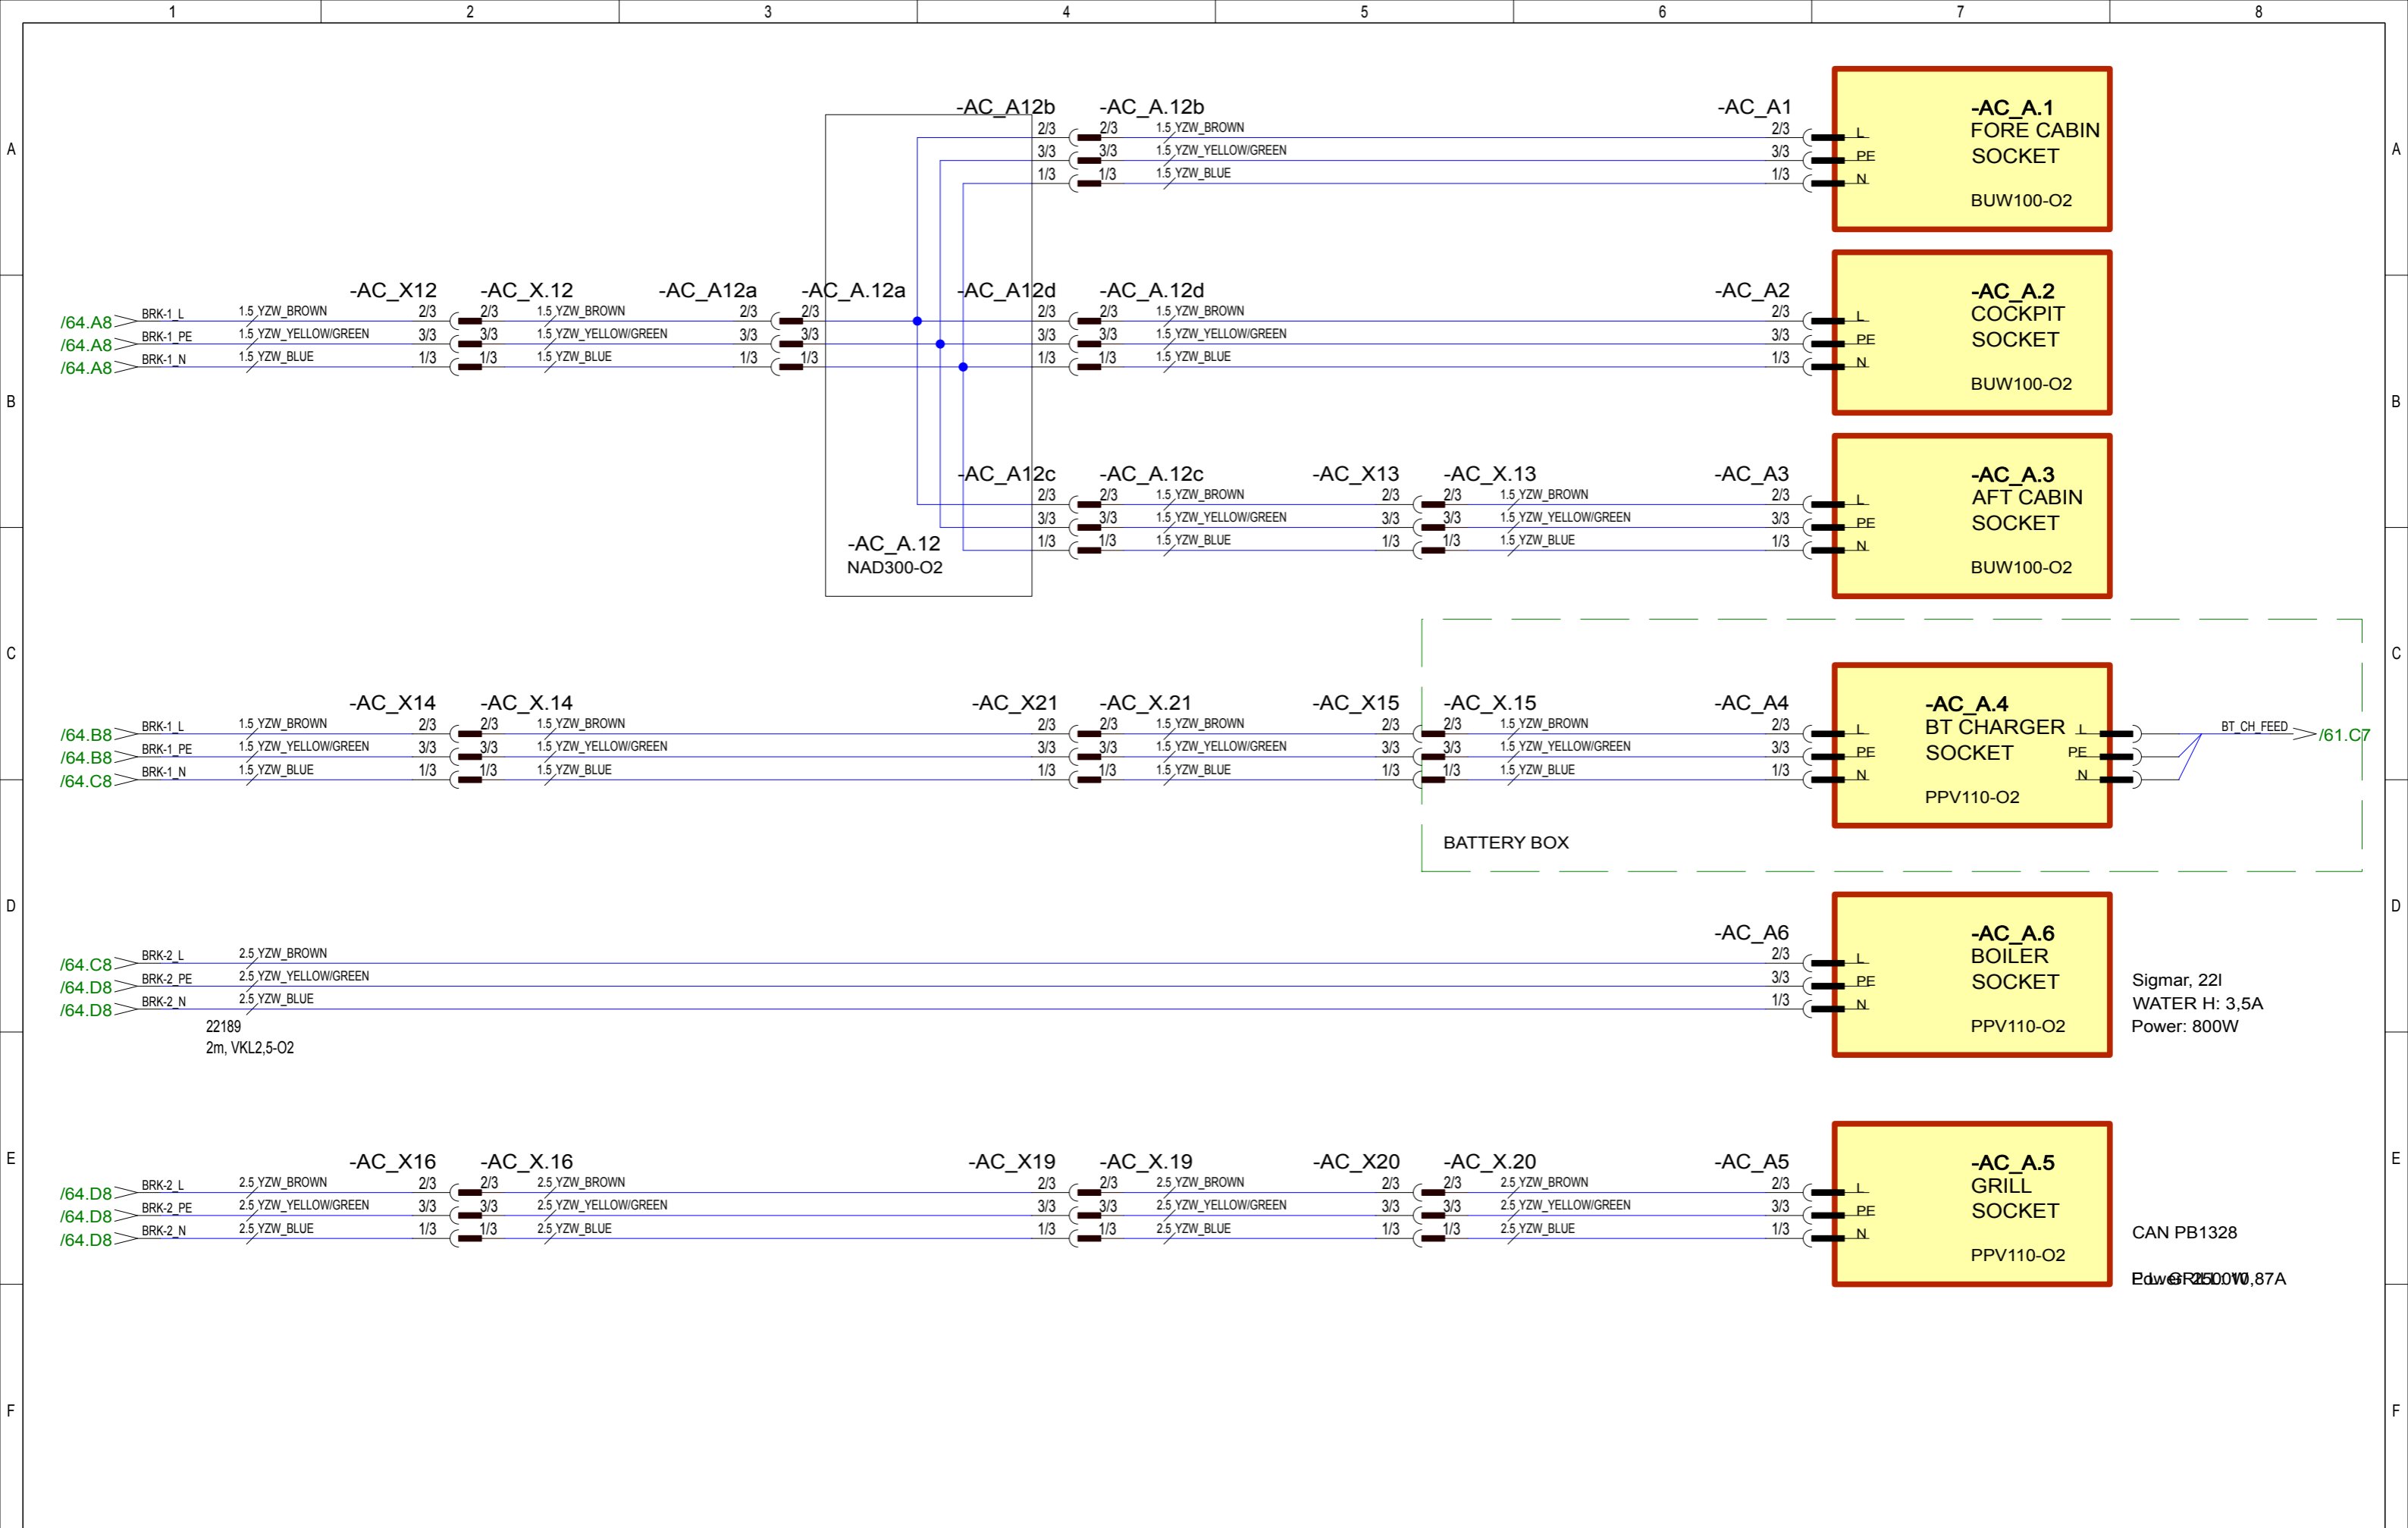 1 2 3 4 5 6 7 8
A A
-AC_A12b -AC_A.12b -AC_A1 -AC_A.1
2/3 2/3 1.5 YZW_BROWN 2/3 L FORE CABIN
3/3 3/3 1.5 YZW_YELLOW/GREEN 3/3 PE SOCKET
1/3 1/3 1.5 YZW_BLUE 1/3 N
BUW100-O2
-AC_X12 -AC_X.12 -AC_A12a -AC_A.12a -AC_A12d -AC_A.12d -AC_A2 -AC_A.2
/64.A8 BRK-1_L 1.5 YZW_BROWN 2/3 2/3 1.5 YZW_BROWN 2/3 2/3 2/3 2/3 1.5 YZW_BROWN 2/3 L COCKPIT
/64.A8 BRK-1_PE 1.5 YZW_YELLOW/GREEN 3/3 3/3 1.5 YZW_YELLOW/GREEN 3/3 3/3 3/3 3/3 1.5 YZW_YELLOW/GREEN 3/3 PE SOCKET
/64.A8 BRK-1_N 1.5 YZW_BLUE 1/3 1/3 1.5 YZW_BLUE 1/3 1/3 1/3 1/3 1.5 YZW_BLUE 1/3 N
BUW100-O2
B B
-AC_A12c -AC_A.12c -AC_X13 -AC_X.13 -AC_A3 -AC_A.3
2/3 2/3 1.5 YZW_BROWN 2/3 2/3 1.5 YZW_BROWN 2/3 L AFT CABIN
3/3 3/3 1.5 YZW_YELLOW/GREEN 3/3 3/3 1.5 YZW_YELLOW/GREEN 3/3 PE SOCKET
1/3 1/3 1.5 YZW_BLUE 1/3 1/3 1.5 YZW_BLUE 1/3 N
-AC_A.12
NAD300-O2 BUW100-O2
C C
-AC_X14 -AC_X.14 -AC_X21 -AC_X.21 -AC_X15 -AC_X.15 -AC_A4 -AC_A.4
/64.B8 BRK-1_L 1.5 YZW_BROWN 2/3 2/3 1.5 YZW_BROWN 2/3 2/3 1.5 YZW_BROWN 2/3 2/3 1.5 YZW_BROWN 2/3 L BT CHARGER L BT_CH_FEED /61.C7
/64.B8 BRK-1_PE 1.5 YZW_YELLOW/GREEN 3/3 3/3 1.5 YZW_YELLOW/GREEN 3/3 3/3 1.5 YZW_YELLOW/GREEN 3/3 3/3 1.5 YZW_YELLOW/GREEN 3/3 PE SOCKET PE
/64.C8 BRK-1_N 1.5 YZW_BLUE 1/3 1/3 1.5 YZW_BLUE 1/3 1/3 1.5 YZW_BLUE 1/3 1/3 1.5 YZW_BLUE 1/3 N N
PPV110-O2
BATTERY BOX
D D
-AC_A6 -AC_A.6
/64.C8 BRK-2_L 2.5 YZW_BROWN 2/3 L BOILER
/64.D8 BRK-2_PE 2.5 YZW_YELLOW/GREEN 3/3 PE SOCKET Sigmar, 22l
/64.D8 BRK-2_N 2.5 YZW_BLUE 1/3 N WATER H: 3,5A
22189 PPV110-O2 Power: 800W
2m, VKL2,5-O2
E E
-AC_X16 -AC_X.16 -AC_X19 -AC_X.19 -AC_X20 -AC_X.20 -AC_A5 -AC_A.5
/64.D8 BRK-2_L 2.5 YZW_BROWN 2/3 2/3 2.5 YZW_BROWN 2/3 2/3 2.5 YZW_BROWN 2/3 2/3 2.5 YZW_BROWN 2/3 L GRILL
/64.D8 BRK-2_PE 2.5 YZW_YELLOW/GREEN 3/3 3/3 2.5 YZW_YELLOW/GREEN 3/3 3/3 2.5 YZW_YELLOW/GREEN 3/3 3/3 2.5 YZW_YELLOW/GREEN 3/3 PE SOCKET
/64.D8 BRK-2_N 2.5 YZW_BLUE 1/3 1/3 2.5 YZW_BLUE 1/3 1/3 2.5 YZW_BLUE 1/3 1/3 2.5 YZW_BLUE 1/3 N CAN PB1328
PPV110-O2
Power: 2500W
F F